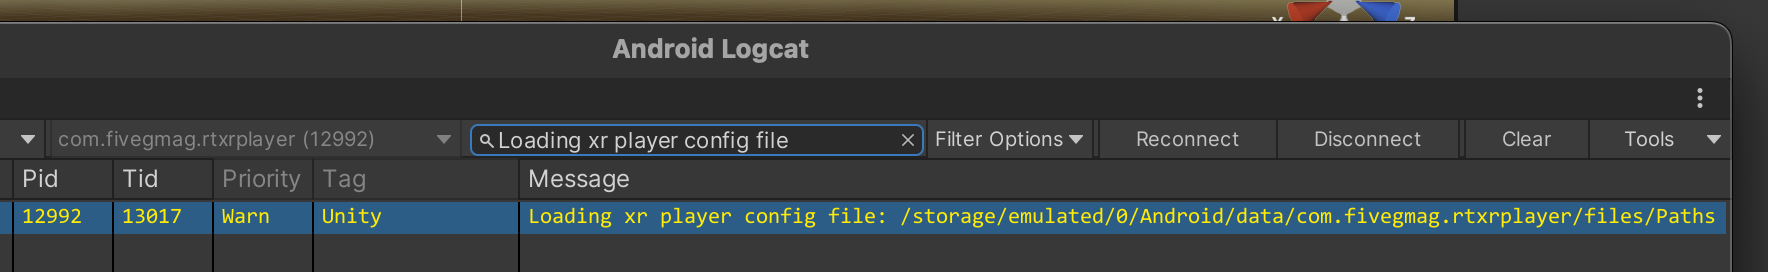 X Z
Android Logcat
com.fivegmag.rtxrplayer (12992) Loading xr player config file Filter Options Reconnect Disconnect Clear Tools
Pid Tid Priority Tag Message
12992 13017 Warn Unity Loading xr player config file: /storage/emulated/0/Android/data/com.fivegmag.rtxrplayer/files/Paths